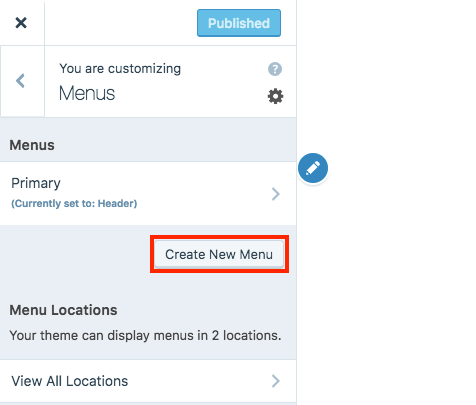 Published
You are customizing
Menus
Menus
Primary
(Currently set to: Header)
Create New Menu
Menu Locations
Your theme can display menus in 2 locations.
View All Locations